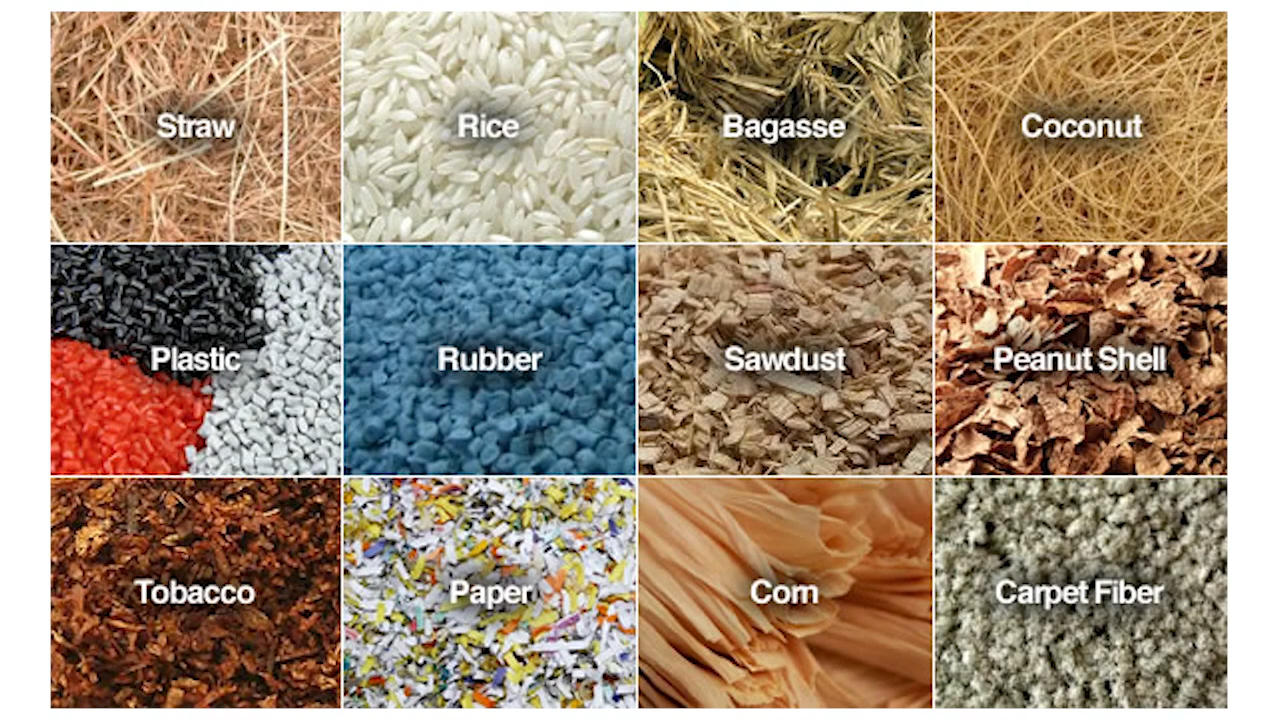 Straw
Rice
Bagasse
Coconut
Plastic
Rubber
Sawdust
Peanut Shell
Tobacco
Paper
Corn
Carpet Fiber